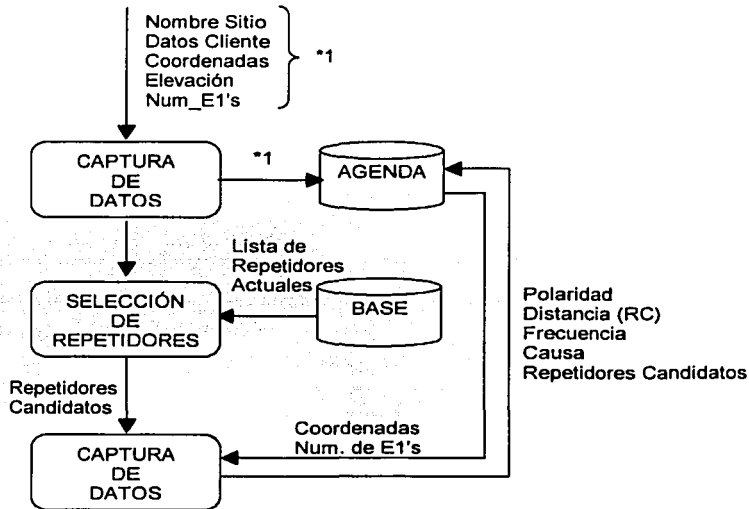 Nombre Sitio
Datos Cliente
Coordenadas
Elevación
Num_E1's
*1
CAPTURA
DE
DATOS
*1
AGENDA
Lista de
Repetidores
Actuales
SELECCIÓN
DE
REPETIDORES
BASE
Polaridad
Distancia (RC)
Frecuencia
Causa
Repetidores Candidatos
Repetidores
Candidatos
Coordenadas
Num. de E1's
CAPTURA
DE
DATOS